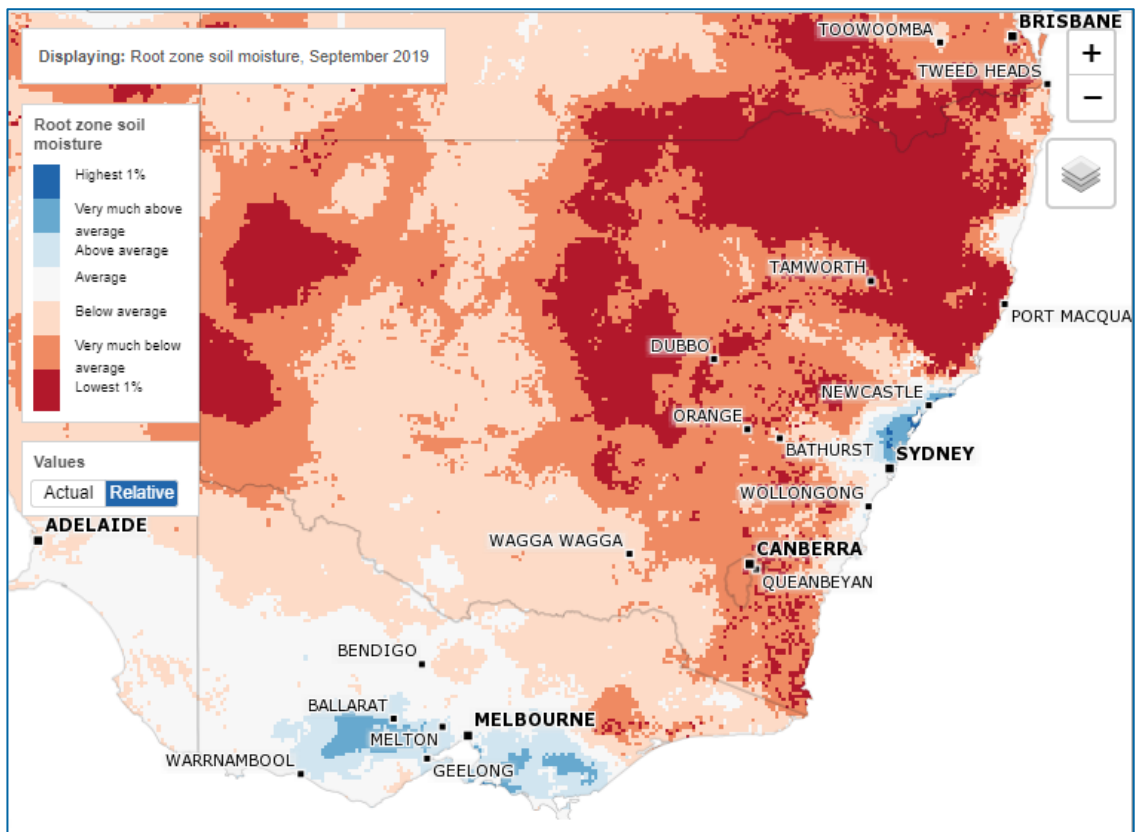 BRISBANE
TOOWOOMBA
Displaying: Root zone soil moisture, September 2019
+
TWEED HEADS
−
Root zone soil
moisture
Highest 1%
Very much above
average
Above average
Average
Below average
Very much below
average
Lowest 1%
TAMWORTH
PORT MACQUA
DUBBO
NEWCASTLE
ORANGE
BATHURST
SYDNEY
Values
Actual Relative
WOLLONGONG
ADELAIDE
WAGGA WAGGA
CANBERRA
QUEANBEYAN
BENDIGO
BALLARAT
MELBOURNE
MELTON
WARRNAMBOOL
GEELONG